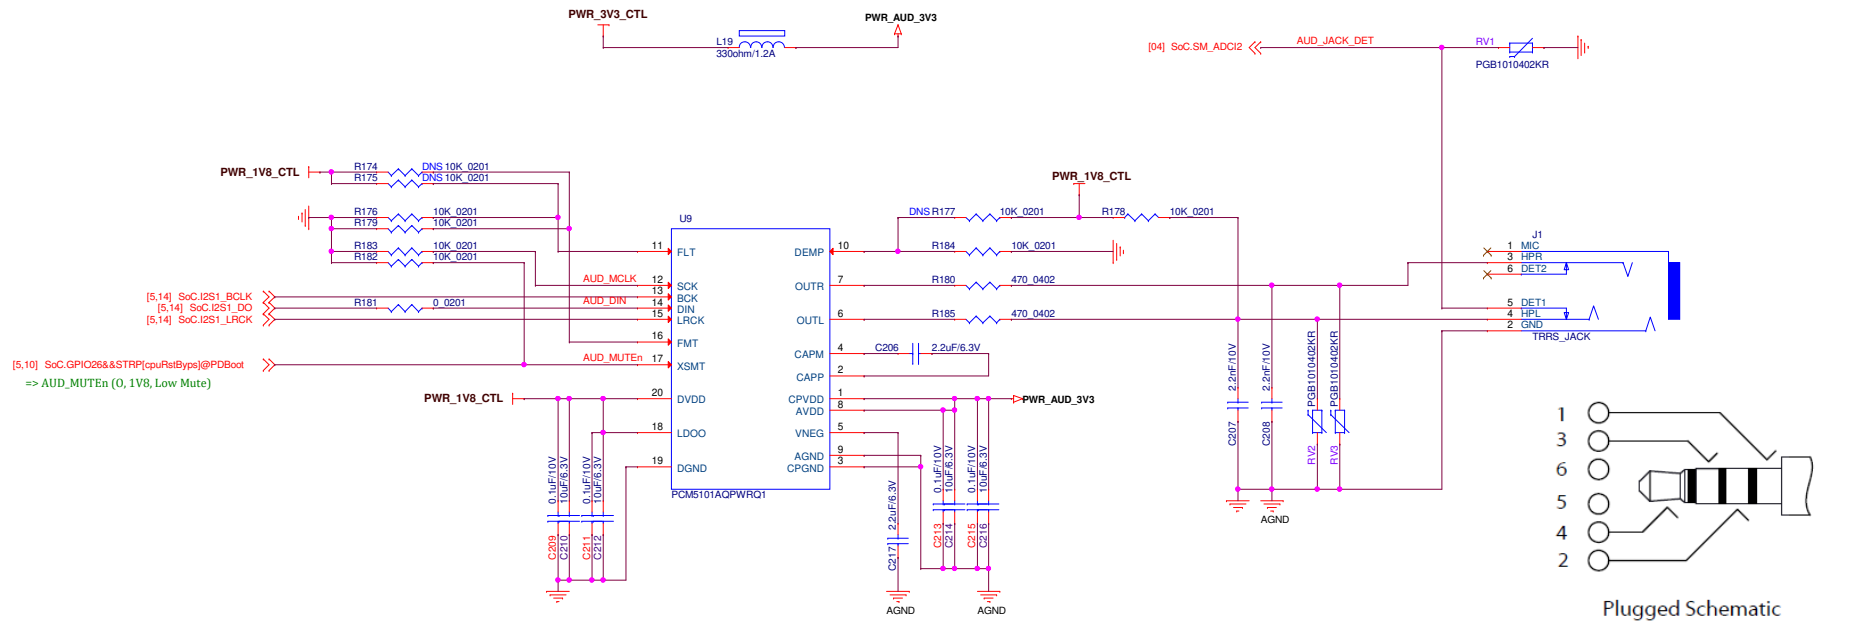 PWR_3V3_CTL
PWR_AUD_3V3
L19
330ohm/1.2A
[04] SoC.SM_ADCI2
AUD_JACK_DET
RV1
PGB1010402KR
PWR_1V8_CTL
R174 DNS 10K_0201
R175 DNS 10K_0201
R176 10K_0201
R179 10K_0201
R183 10K_0201
R182 10K_0201
[5,14] SoC.I2S1_BCLK
[5,14] SoC.I2S1_DO
[5,14] SoC.I2S1_LRCK
R181 0_0201
AUD_MCLK
AUD_DIN
[5,10] SoC.GPIO26&&STRP[cpuRstByps]@PDBoot
AUD_MUTEn
=> AUD_MUTEn (O, 1V8, Low Mute)
PWR_1V8_CTL
U9
11 FLT
12 SCK
13 BCK
14 DIN
15 LRCK
16 FMT
17 XSMT
20 DVDD
18 LDOO
19 DGND
DEMP 10
OUTR 7
OUTL 6
CAPM 4
CAPP 2
CPVDD 1
AVDD 8
VNEG 5
AGND 9
CPGND 3
PCM5101AQPWRQ1
C209 0.1uF/10V
C210 10uF/6.3V
C211 0.1uF/10V
C212 10uF/6.3V
PWR_1V8_CTL
DNS R177 10K_0201
R178 10K_0201
R184 10K_0201
R180 470_0402
R185 470_0402
C206 2.2uF/6.3V
PWR_AUD_3V3
C217 2.2uF/6.3V
C213 0.1uF/10V
C214 10uF/6.3V
C215 0.1uF/10V
C216 10uF/6.3V
AGND
AGND
C207 2.2nF/10V
C208 2.2nF/10V
RV2 PGB1010402KR
RV3 PGB1010402KR
AGND
J1
1 MIC
3 HPR
6 DET2
5 DET1
4 HPL
2 GND
TRRS_JACK
1
3
6
5
4
2
Plugged Schematic